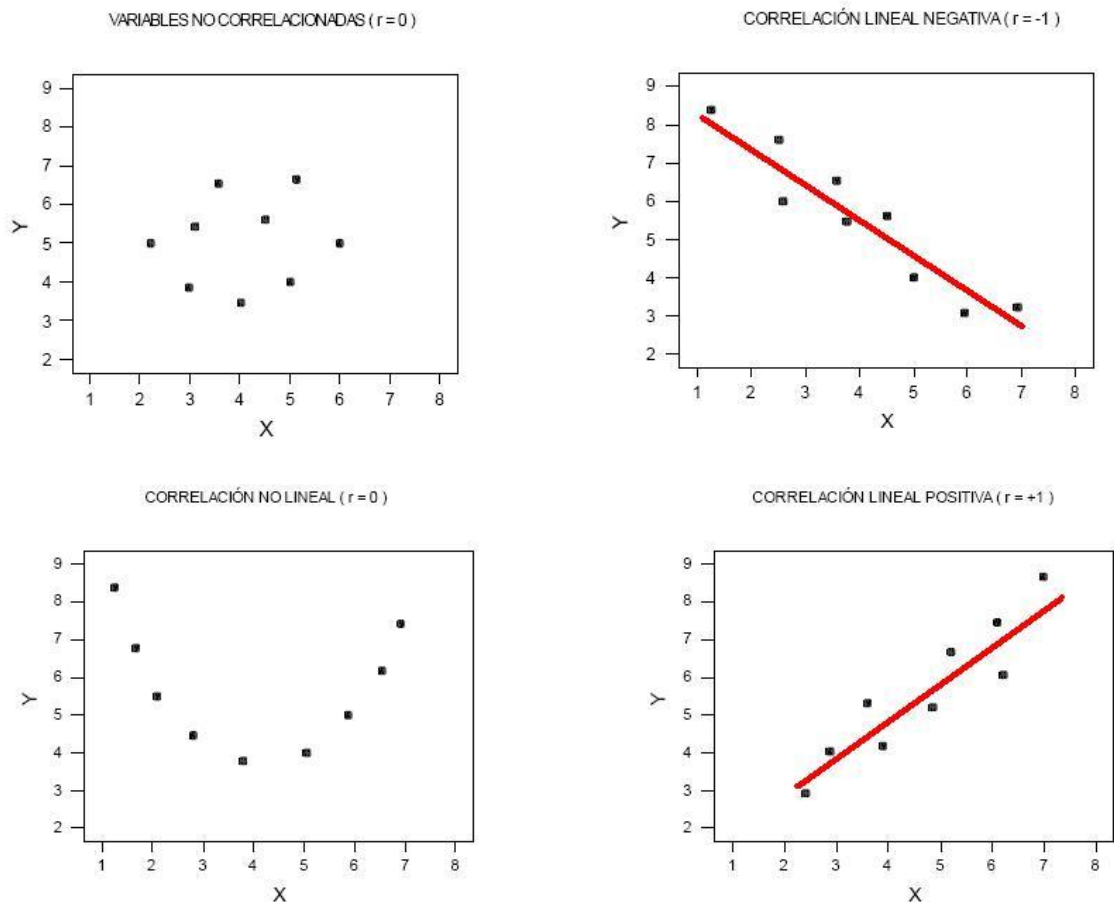 VARIABLES NO CORRELACIONADAS ( r = 0 )
9
8
7
6
5
4
3
2
Y
1 2 3 4 5 6 7 8
X
CORRELACIÓN LINEAL NEGATIVA ( r = -1 )
9
8
7
6
5
4
3
2
Y
1 2 3 4 5 6 7 8
X
CORRELACIÓN NO LINEAL ( r = 0 )
9
8
7
6
5
4
3
2
Y
1 2 3 4 5 6 7 8
X
CORRELACIÓN LINEAL POSITIVA ( r = +1 )
9
8
7
6
5
4
3
2
Y
1 2 3 4 5 6 7 8
X